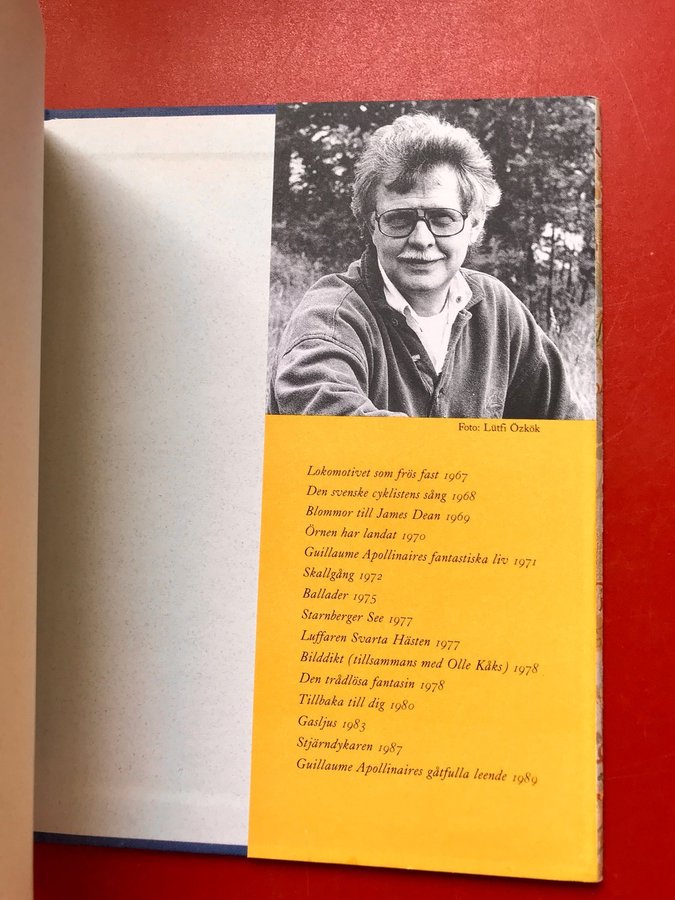 Foto: Lütfi Özkök
Lokomotivet som frös fast 1967
Den svenske cyklistens sång 1968
Blommor till James Dean 1969
Örnen har landat 1970
Guillaume Apollinaires fantastiska liv 1971
Skallgång 1972
Ballader 1975
Starnberger See 1977
Luffaren Svarta Hästen 1977
Bilddikt (tillsammans med Olle Kåks) 1978
Den trådlösa fantasin 1978
Tillbaka till dig 1980
Gasljus 1983
Stjärndykaren 1987
Guillaume Apollinaires gåtfulla leende 1989